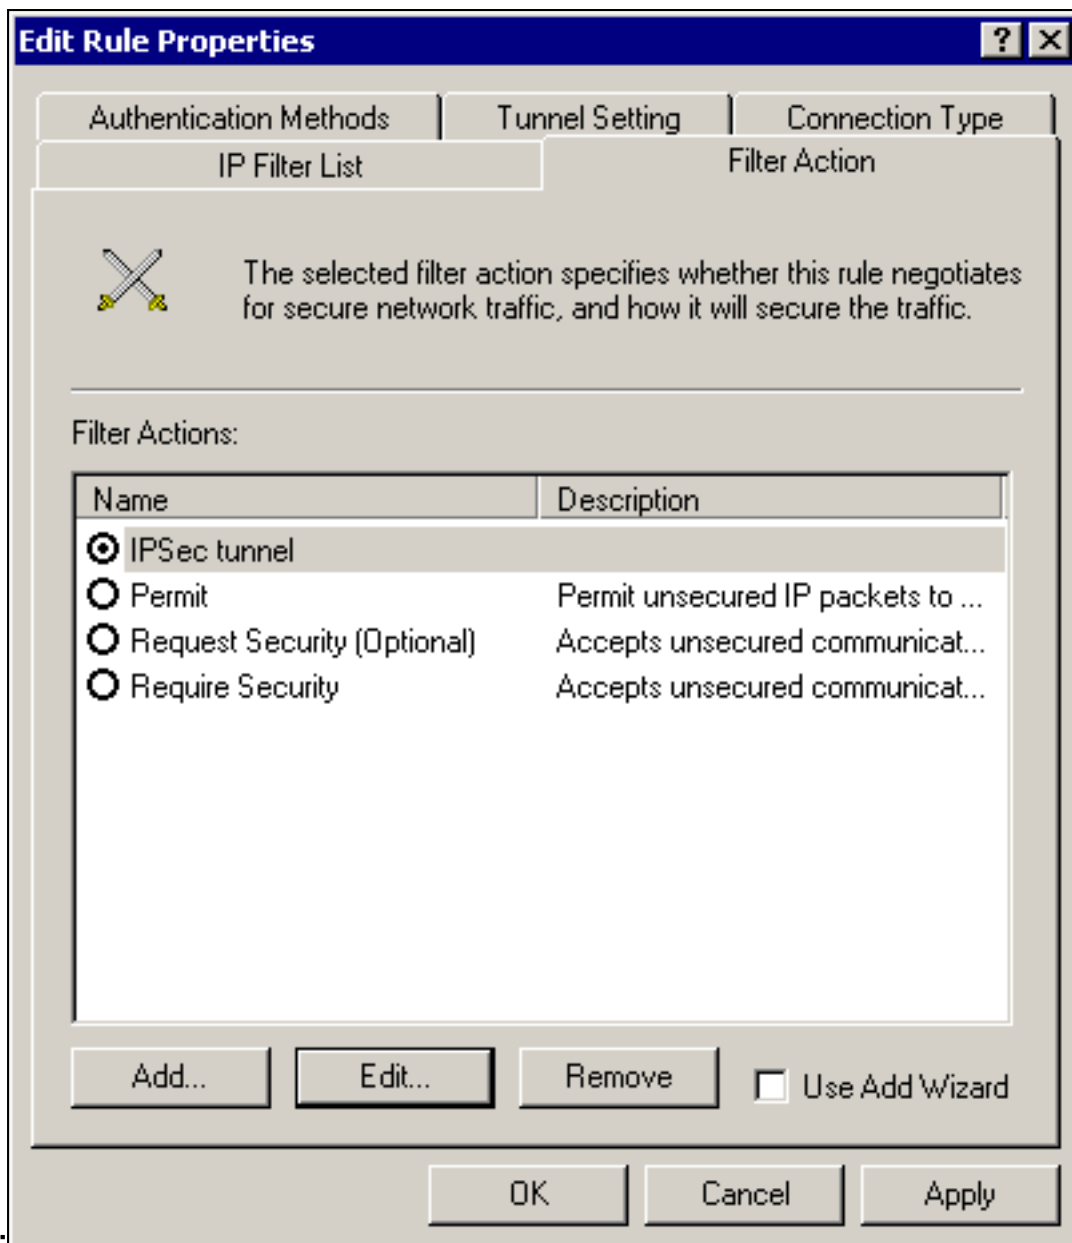 Edit Rule Properties
Authentication Methods Tunnel Setting Connection Type
IP Filter List Filter Action
The selected filter action specifies whether this rule negotiates
for secure network traffic, and how it will secure the traffic.
Filter Actions:
Name Description
IPSec tunnel
Permit Permit unsecured IP packets to ...
Request Security (Optional) Accepts unsecured communicat...
Require Security Accepts unsecured communicat...
Add... Edit... Remove Use Add Wizard
OK Cancel Apply